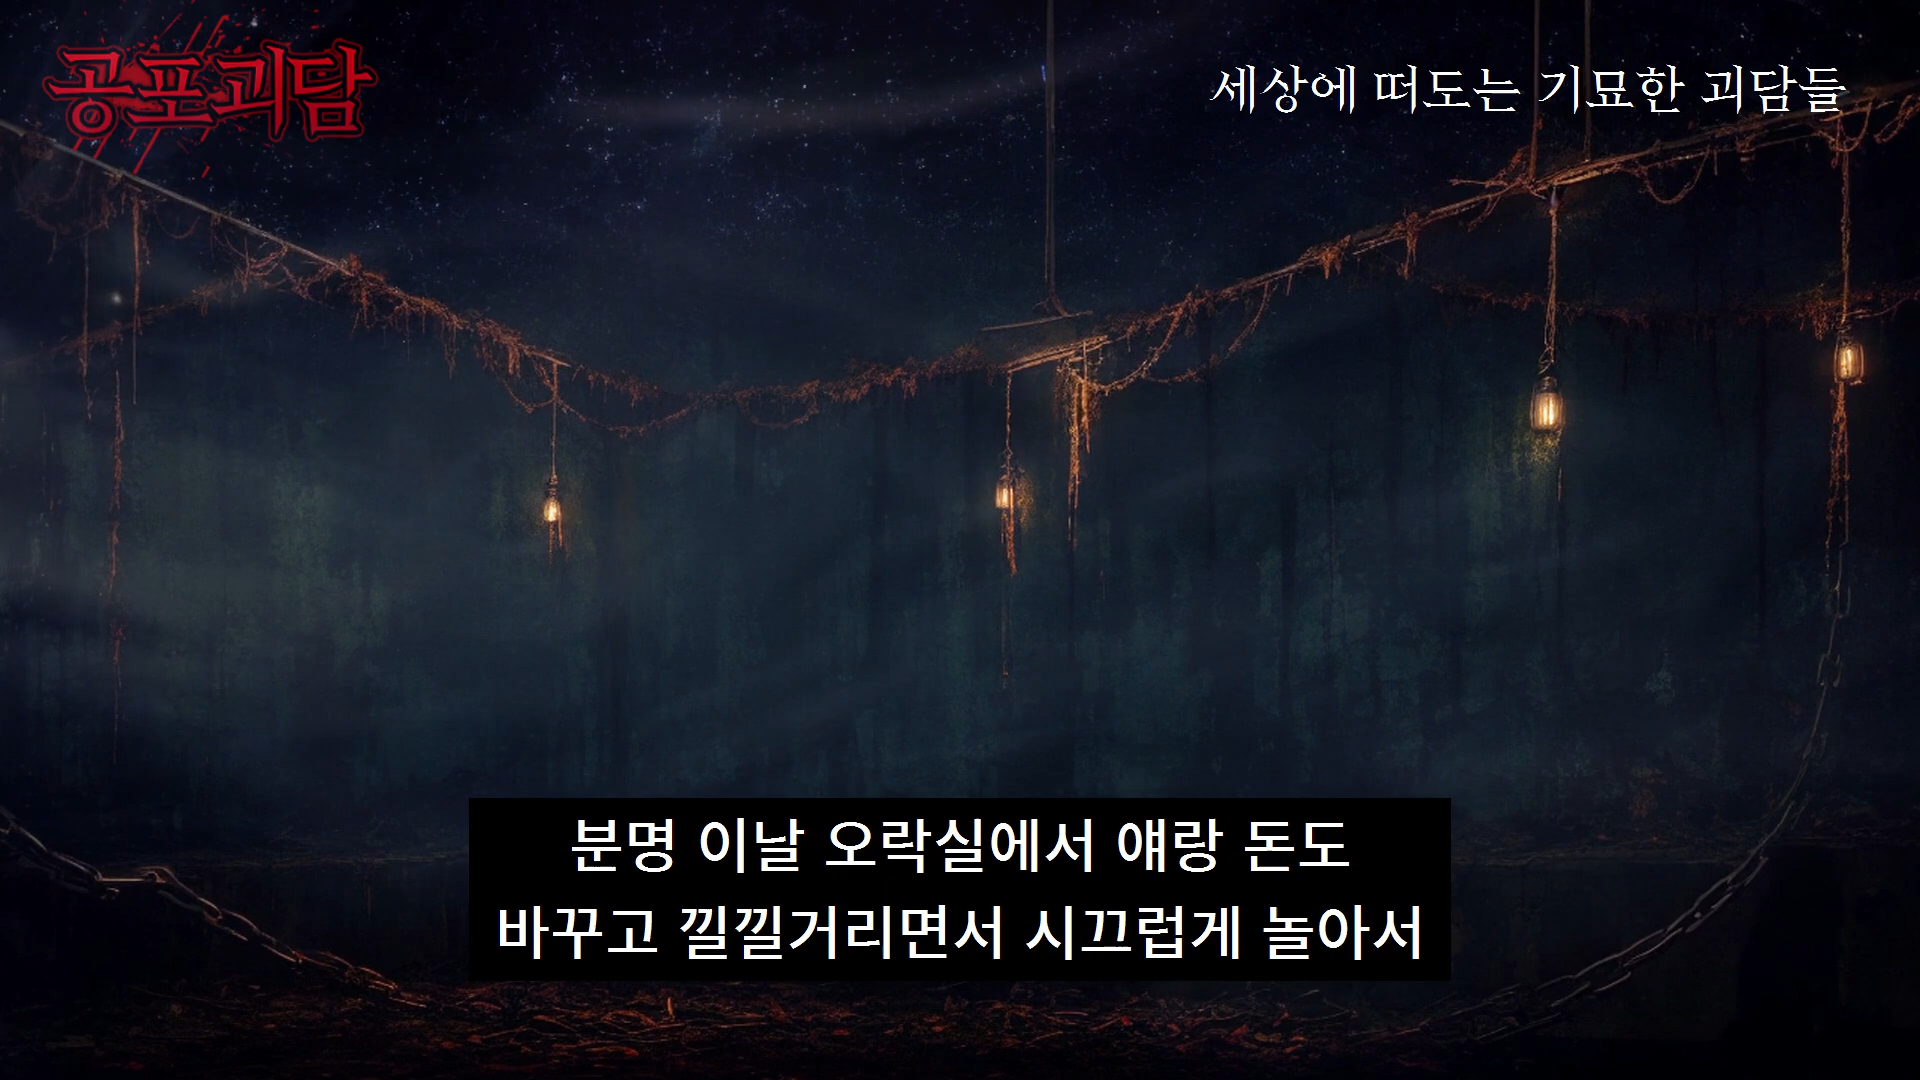 공포괴담
세상에 떠도는 기묘한 괴담들
분명 이날 오락실에서 얘랑 돈도
바꾸고 낄낄거리면서 시끄럽게 놀아서